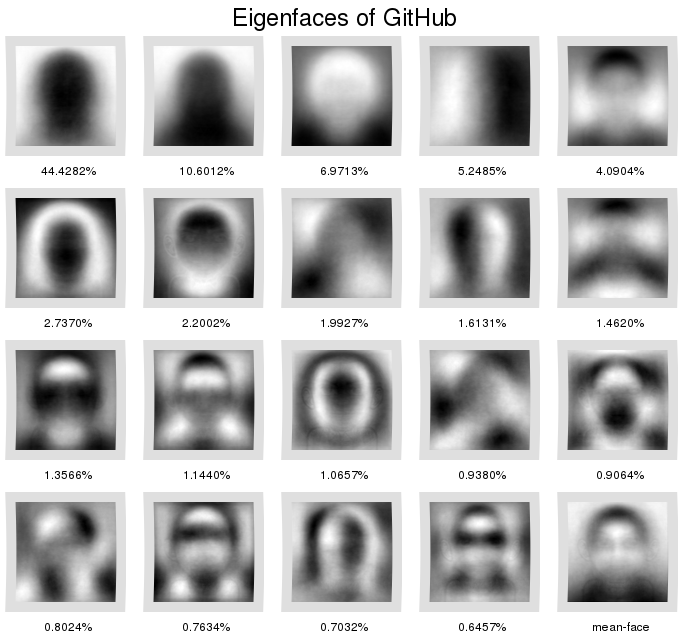 Eigenfaces of GitHub
44.4282% 10.6012% 6.9713% 5.2485% 4.0904%
2.7370% 2.2002% 1.9927% 1.6131% 1.4620%
1.3566% 1.1440% 1.0657% 0.9380% 0.9064%
0.8024% 0.7634% 0.7032% 0.6457% mean-face